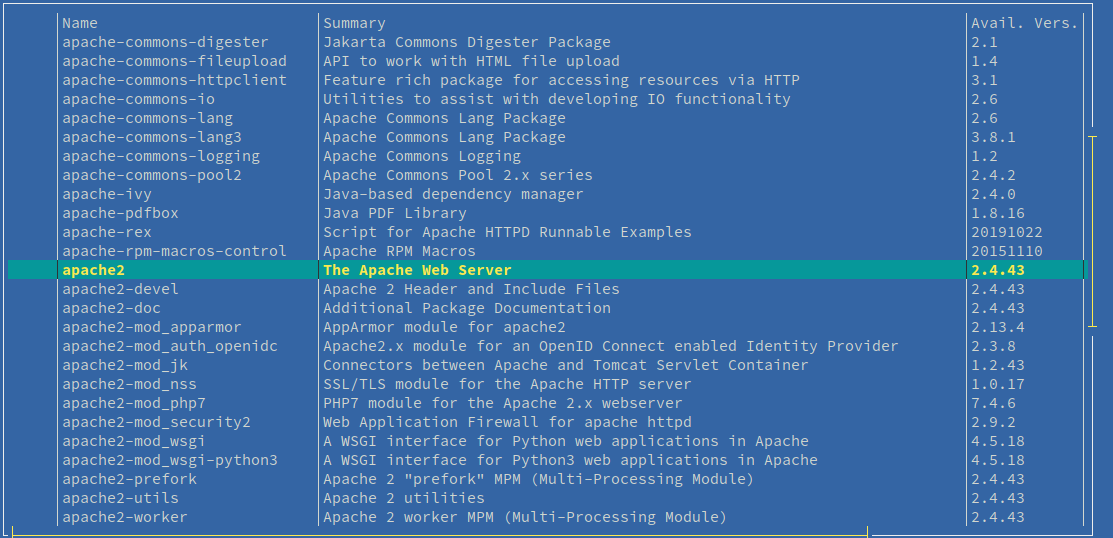 Name Summary Avail. Vers.
apache-commons-digester Jakarta Commons Digester Package 2.1
apache-commons-fileupload API to work with HTML file upload 1.4
apache-commons-httpclient Feature rich package for accessing resources via HTTP 3.1
apache-commons-io Utilities to assist with developing IO functionality 2.6
apache-commons-lang Apache Commons Lang Package 2.6
apache-commons-lang3 Apache Commons Lang Package 3.8.1
apache-commons-logging Apache Commons Logging 1.2
apache-commons-pool2 Apache Commons Pool 2.x series 2.4.2
apache-ivy Java-based dependency manager 2.4.0
apache-pdfbox Java PDF Library 1.8.16
apache-rex Script for Apache HTTPD Runnable Examples 20191022
apache-rpm-macros-control Apache RPM Macros 20151110
apache2 The Apache Web Server 2.4.43
apache2-devel Apache 2 Header and Include Files 2.4.43
apache2-doc Additional Package Documentation 2.4.43
apache2-mod_apparmor AppArmor module for apache2 2.13.4
apache2-mod_auth_openidc Apache2.x module for an OpenID Connect enabled Identity Provider 2.3.8
apache2-mod_jk Connectors between Apache and Tomcat Servlet Container 1.2.43
apache2-mod_nss SSL/TLS module for the Apache HTTP server 1.0.17
apache2-mod_php7 PHP7 module for the Apache 2.x webserver 7.4.6
apache2-mod_security2 Web Application Firewall for apache httpd 2.9.2
apache2-mod_wsgi A WSGI interface for Python web applications in Apache 4.5.18
apache2-mod_wsgi-python3 A WSGI interface for Python3 web applications in Apache 4.5.18
apache2-prefork Apache 2 "prefork" MPM (Multi-Processing Module) 2.4.43
apache2-utils Apache 2 utilities 2.4.43
apache2-worker Apache 2 worker MPM (Multi-Processing Module) 2.4.43